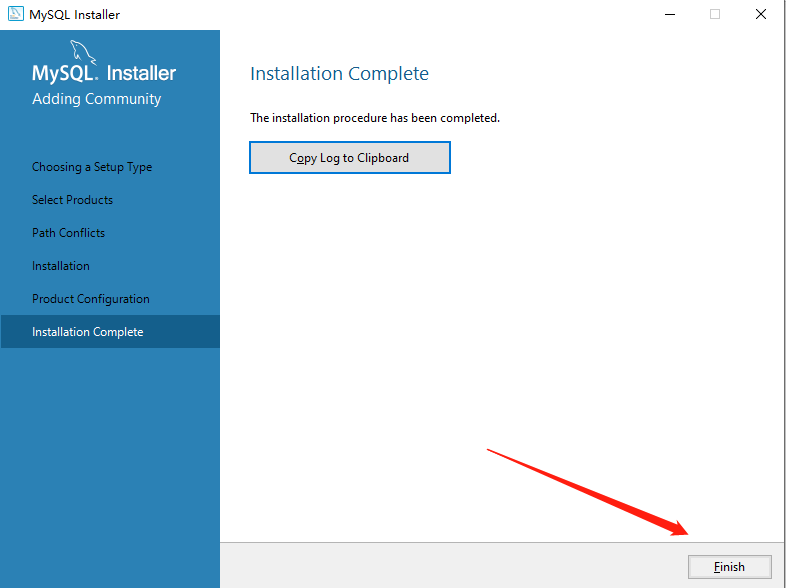 MySQL Installer
MySQL. Installer
Adding Community
Choosing a Setup Type
Select Products
Path Conflicts
Installation
Product Configuration
Installation Complete
Installation Complete
The installation procedure has been completed.
Copy Log to Clipboard
Finish